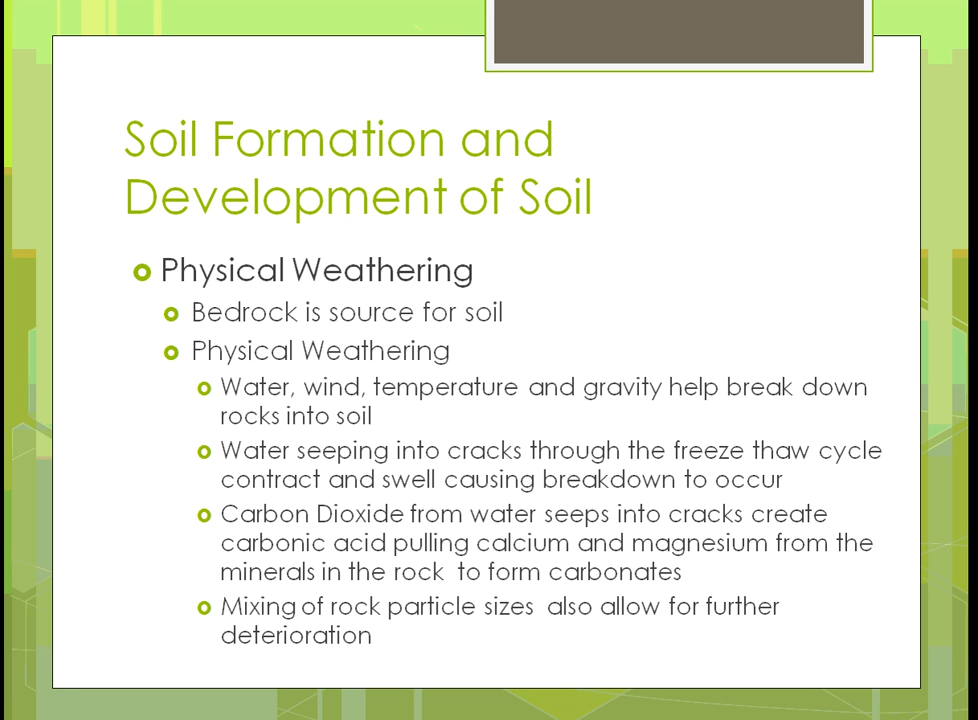 Soil Formation and
Development of Soil
Physical Weathering
Bedrock is source for soil
Physical Weathering
Water, wind, temperature and gravity help break down
rocks into soil
Water seeping into cracks through the freeze thaw cycle
contract and swell causing breakdown to occur
Carbon Dioxide from water seeps into cracks create
carbonic acid pulling calcium and magnesium from the
minerals in the rock to form carbonates
Mixing of rock particle sizes also allow for further
deterioration